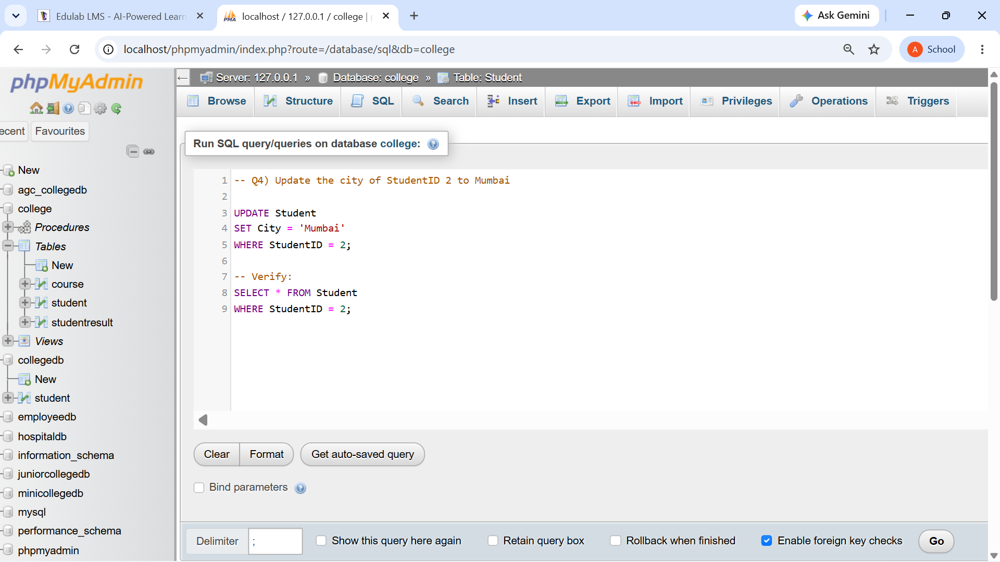 Edulab LMS - AI-Powered Learn
localhost / 127.0.0.1 / college |
Ask Gemini
localhost/phpmyadmin/index.php?route=/database/sql&db=college
A School
phpMyAdmin
ecent Favourites
New
agc_collegedb
college
Procedures
Tables
New
course
student
studentresult
Views
collegedb
New
student
employeedb
hospitaldb
information_schema
juniorcollegedb
minicollegedb
mysql
performance_schema
phpmyadmin
Server: 127.0.0.1 » Database: college » Table: Student
Browse Structure SQL Search Insert Export Import Privileges Operations Triggers
Run SQL query/queries on database college:
1 -- Q4) Update the city of StudentID 2 to Mumbai
2
3 UPDATE Student
4 SET City = 'Mumbai'
5 WHERE StudentID = 2;
6
7 -- Verify:
8 SELECT * FROM Student
9 WHERE StudentID = 2;
Clear Format Get auto-saved query
Bind parameters
Delimiter ; Show this query here again Retain query box Rollback when finished Enable foreign key checks Go